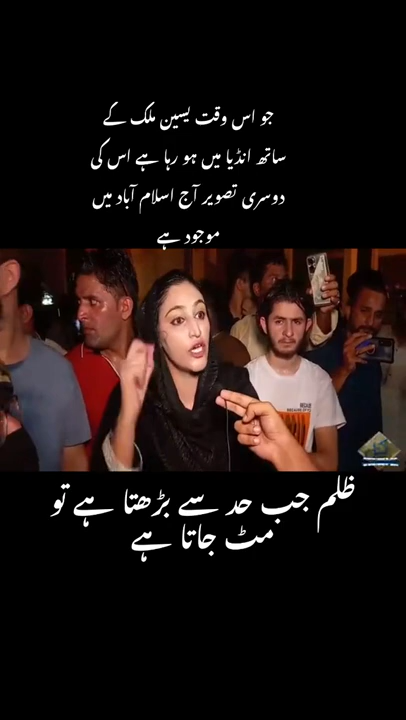 جو اس وقت یسین ملک کے
ساتھ انڈیا میں ہو رہا ہے اس کی
دوسری تصویر آج اسلام آباد میں
موجود ہے
ظلم جب حد سے بڑھتا ہے تو
مٹ جاتا ہے